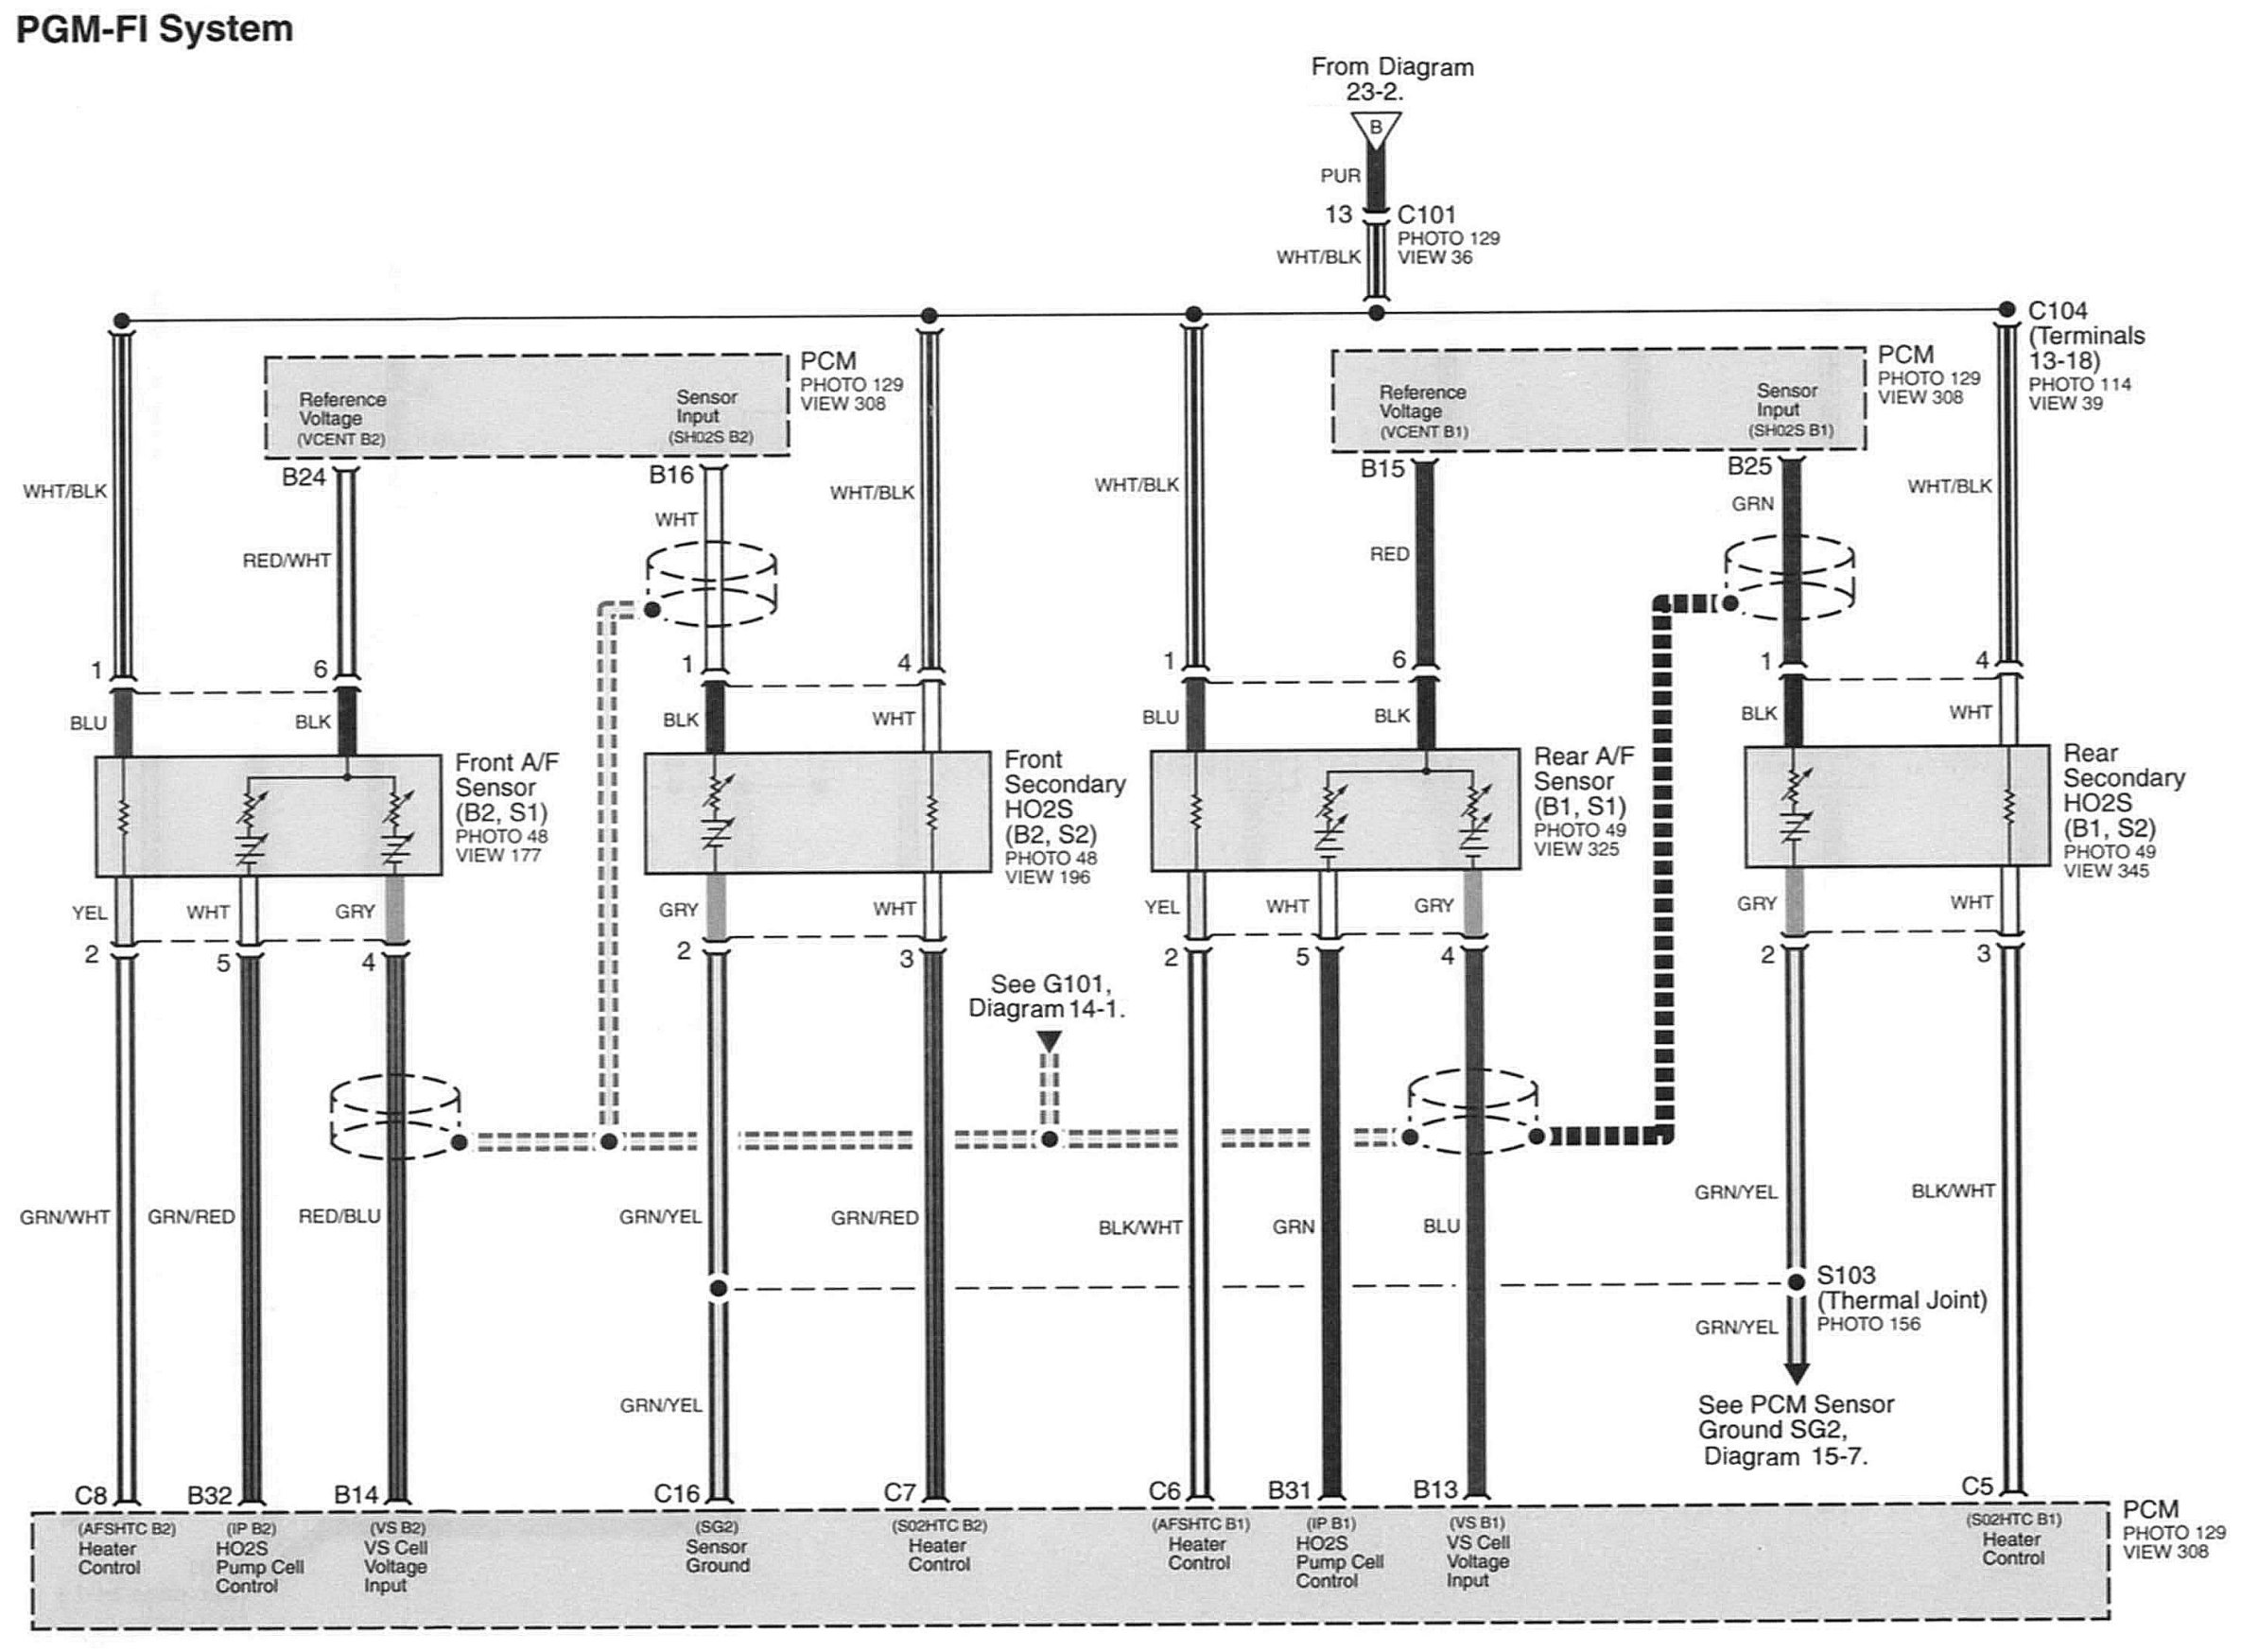 PGM-FI System
From Diagram
23-2.
B
PUR
13
C101
PHOTO 129
VIEW 36
WHT/BLK
C104
(Terminals
13-18)
PHOTO 114
VIEW 39
PCM
PHOTO 129
VIEW 308
Reference
Voltage
(VCENT B2)
Sensor
Input
(SH02S B2)
PCM
PHOTO 129
VIEW 308
Reference
Voltage
(VCENT B1)
Sensor
Input
(SH02S B1)
B24
B16
B15
B25
WHT/BLK
RED/WHT
WHT
WHT/BLK
WHT/BLK
RED
GRN
WHT/BLK
1
6
1
4
1
6
1
4
BLU
BLK
BLK
WHT
BLU
BLK
BLK
WHT
Front A/F
Sensor
(B2, S1)
PHOTO 48
VIEW 177
Front
Secondary
HO2S
(B2, S2)
PHOTO 48
VIEW 196
Rear A/F
Sensor
(B1, S1)
PHOTO 49
VIEW 325
Rear
Secondary
HO2S
(B1, S2)
PHOTO 49
VIEW 345
YEL
WHT
GRY
GRY
WHT
YEL
WHT
GRY
GRY
WHT
2
5
4
2
3
2
5
4
2
3
See G101,
Diagram 14-1.
GRN/WHT
GRN/RED
RED/BLU
GRN/YEL
GRN/RED
BLK/WHT
GRN
BLU
GRN/YEL
BLK/WHT
S103
(Thermal Joint)
PHOTO 156
GRN/YEL
GRN/YEL
See PCM Sensor
Ground SG2,
Diagram 15-7.
C8
B32
B14
C16
C7
C6
B31
B13
C5
(AFSHTC B2)
Heater
Control
(IP B2)
HO2S
Pump Cell
Control
(VS B2)
VS Cell
Voltage
Input
(SG2)
Sensor
Ground
(S02HTC B2)
Heater
Control
(AFSHTC B1)
Heater
Control
(IP B1)
HO2S
Pump Cell
Control
(VS B1)
VS Cell
Voltage
Input
(S02HTC B1)
Heater
Control
PCM
PHOTO 129
VIEW 308